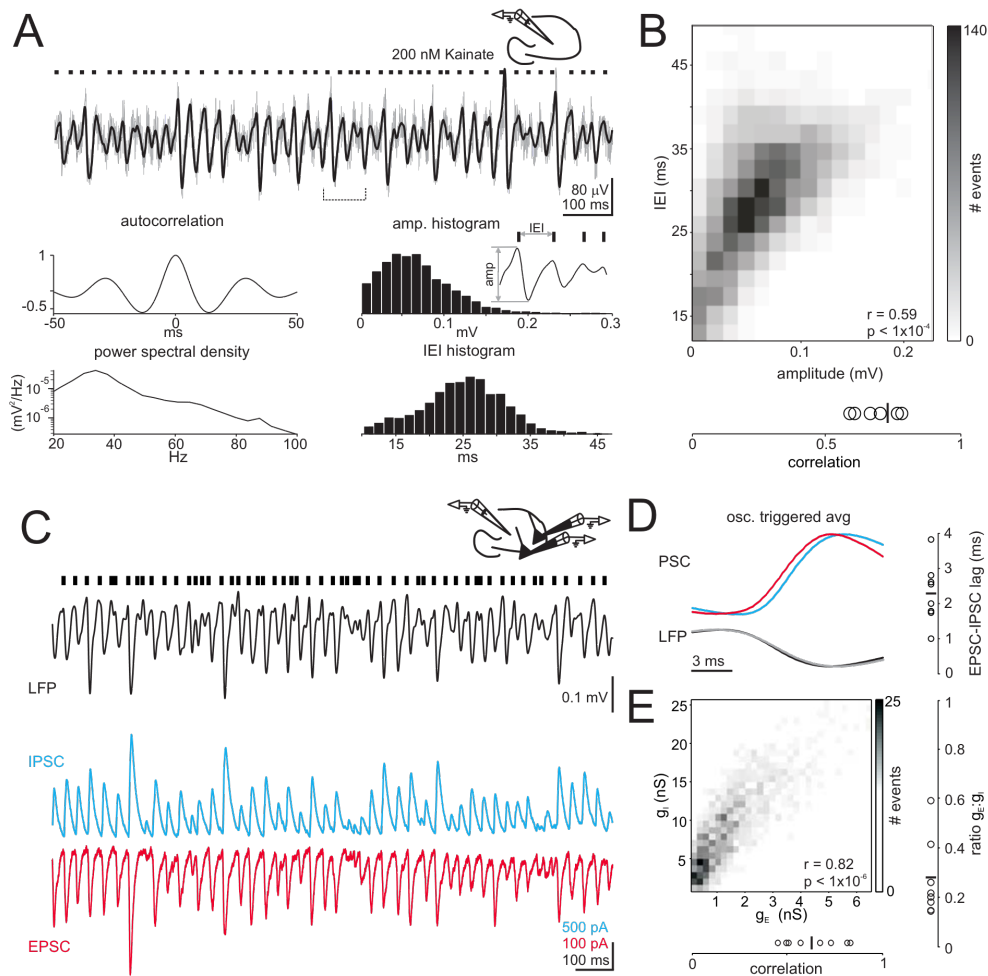 A
200 nM Kainate
80 µV
100 ms
autocorrelation
1
-0.5
-50
0
50
ms
amp. histogram
IEI
amp
0
0.1
0.2
0.3
mV
power spectral density
(mV²/Hz)
10⁻⁵
10⁻⁶
20
40
60
80
100
Hz
IEI histogram
15
25
35
45
ms
B
IEI (ms)
45
35
25
15
r = 0.59
p < 1x10⁻⁴
0
0.1
0.2
amplitude (mV)
140
# events
0
0
0.5
1
correlation
C
LFP
0.1 mV
IPSC
EPSC
500 pA
100 pA
100 ms
D
osc. triggered avg
PSC
LFP
3 ms
4
3
2
1
0
EPSC-IPSC lag (ms)
E
25
20
15
10
5
gI (nS)
r = 0.82
p < 1x10⁻⁶
1
2
3
4
5
6
gE (nS)
25
# events
0
0
1
correlation
1
0.8
0.6
0.4
0.2
0
ratio gE:gI